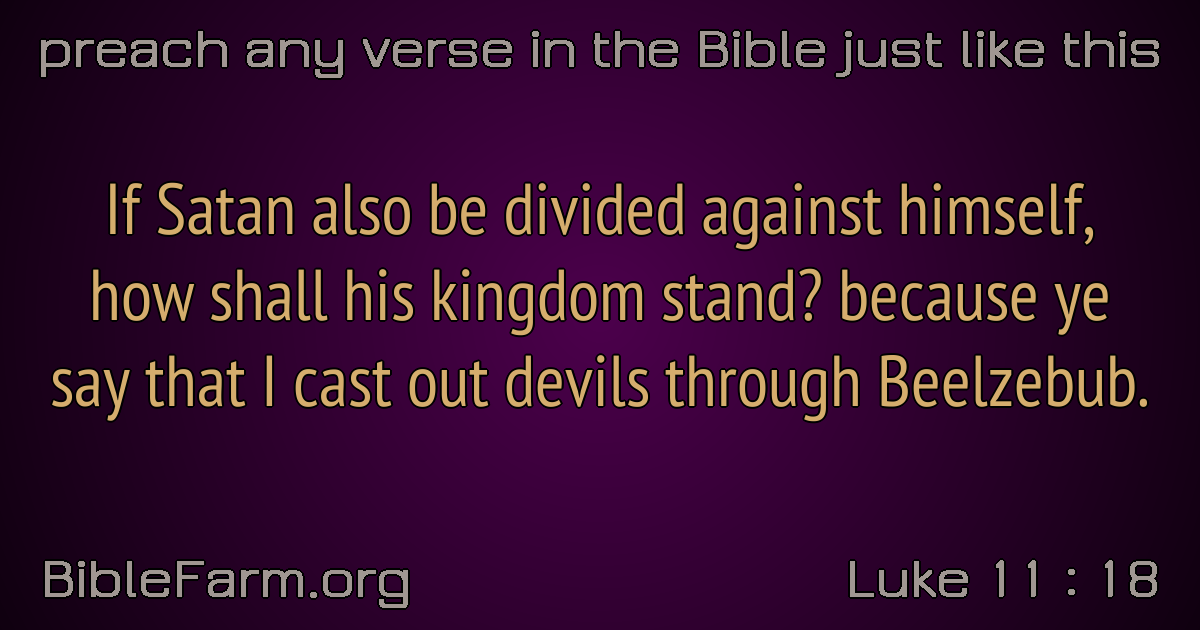 preach any verse in the Bible just like this
If Satan also be divided against himself,
how shall his kingdom stand? because ye
say that I cast out devils through Beelzebub.
BibleFarm.org
Luke 11 : 18